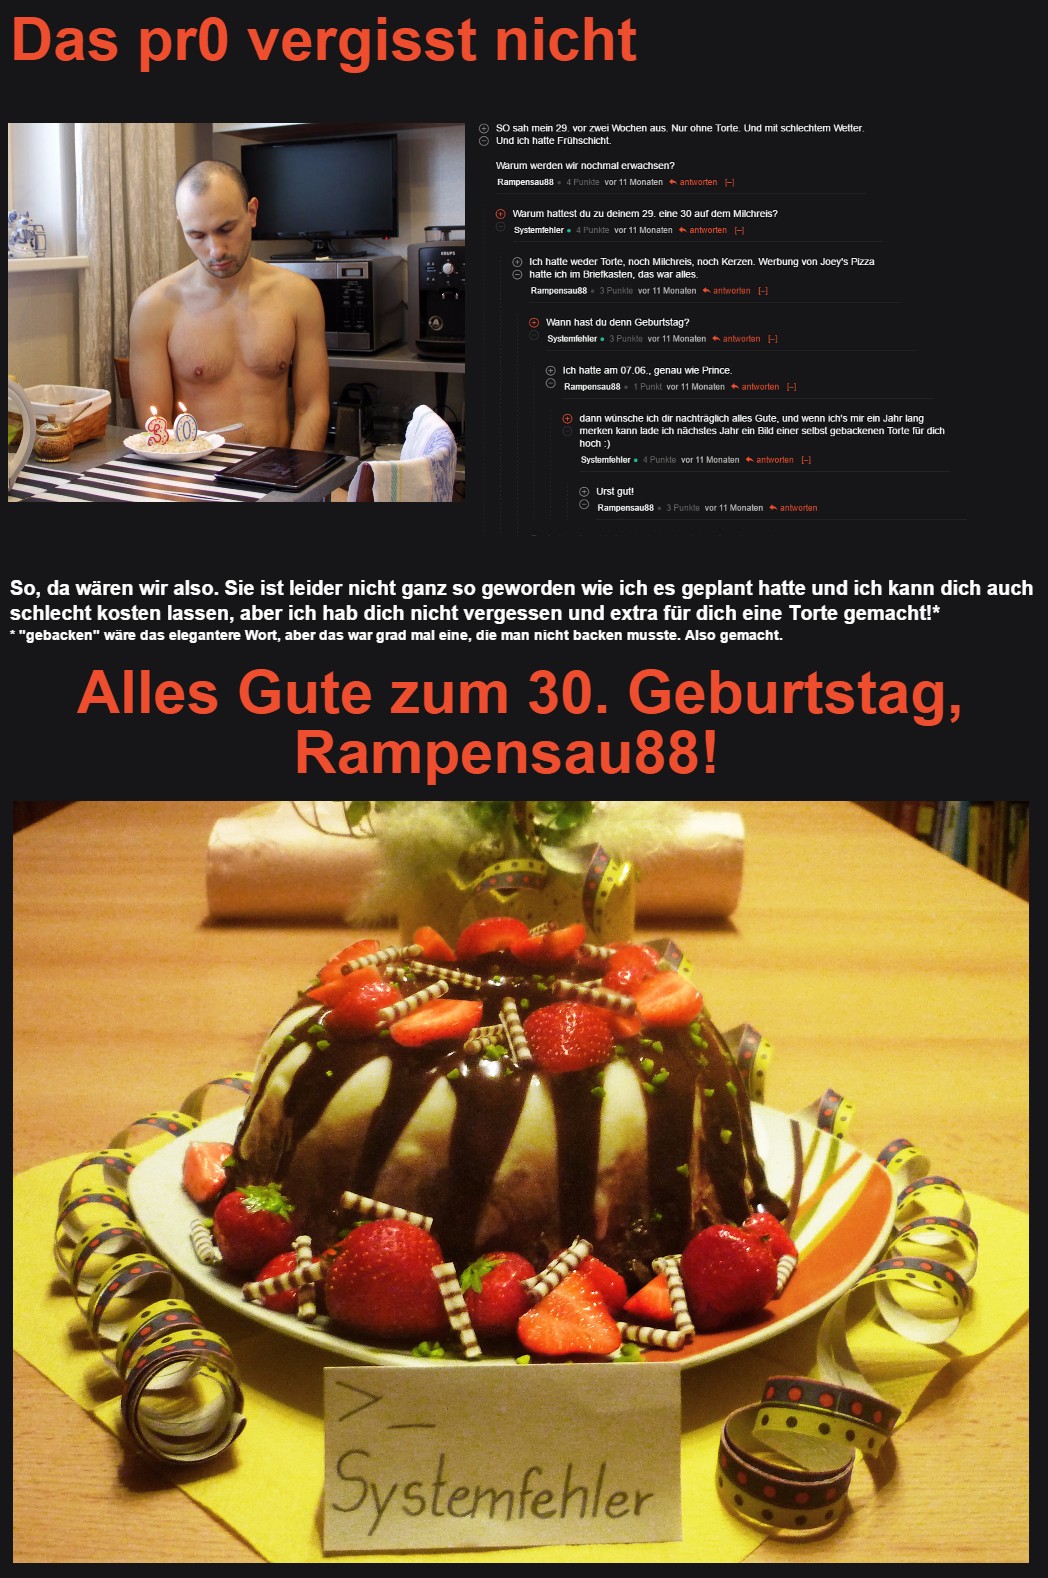 Das pr0 vergisst nicht
SO sah mein 29. vor zwei Wochen aus. Nur ohne Torte. Und mit schlechtem Wetter.
Und ich hatte Frühschicht.
Warum werden wir nochmal erwachsen?
Rampensau88 4 Punkte vor 11 Monaten antworten [–]
Warum hattest du zu deinem 29. eine 30 auf dem Milchreis?
Systemfehler 4 Punkte vor 11 Monaten antworten [–]
Ich hatte weder Torte, noch Milchreis, noch Kerzen. Werbung von Joey's Pizza
hatte ich im Briefkasten, das war alles.
Rampensau88 3 Punkte vor 11 Monaten antworten [–]
Wann hast du denn Geburtstag?
Systemfehler 3 Punkte vor 11 Monaten antworten [–]
Ich hatte am 07.06., genau wie Prince.
Rampensau88 1 Punkt vor 11 Monaten antworten [–]
dann wünsche ich dir nachträglich alles Gute, und wenn ich's mir ein Jahr lang
merken kann lade ich nächstes Jahr ein Bild einer selbst gebackenen Torte für dich
hoch :)
Systemfehler 4 Punkte vor 11 Monaten antworten [–]
Urst gut!
Rampensau88 3 Punkte vor 11 Monaten antworten
KRUPS
30
So, da wären wir also. Sie ist leider nicht ganz so geworden wie ich es geplant hatte und ich kann dich auch
schlecht kosten lassen, aber ich hab dich nicht vergessen und extra für dich eine Torte gemacht!*
* "gebacken" wäre das elegantere Wort, aber das war grad mal eine, die man nicht backen musste. Also gemacht.
Alles Gute zum 30. Geburtstag,
Rampensau88!
>_
Systemfehler